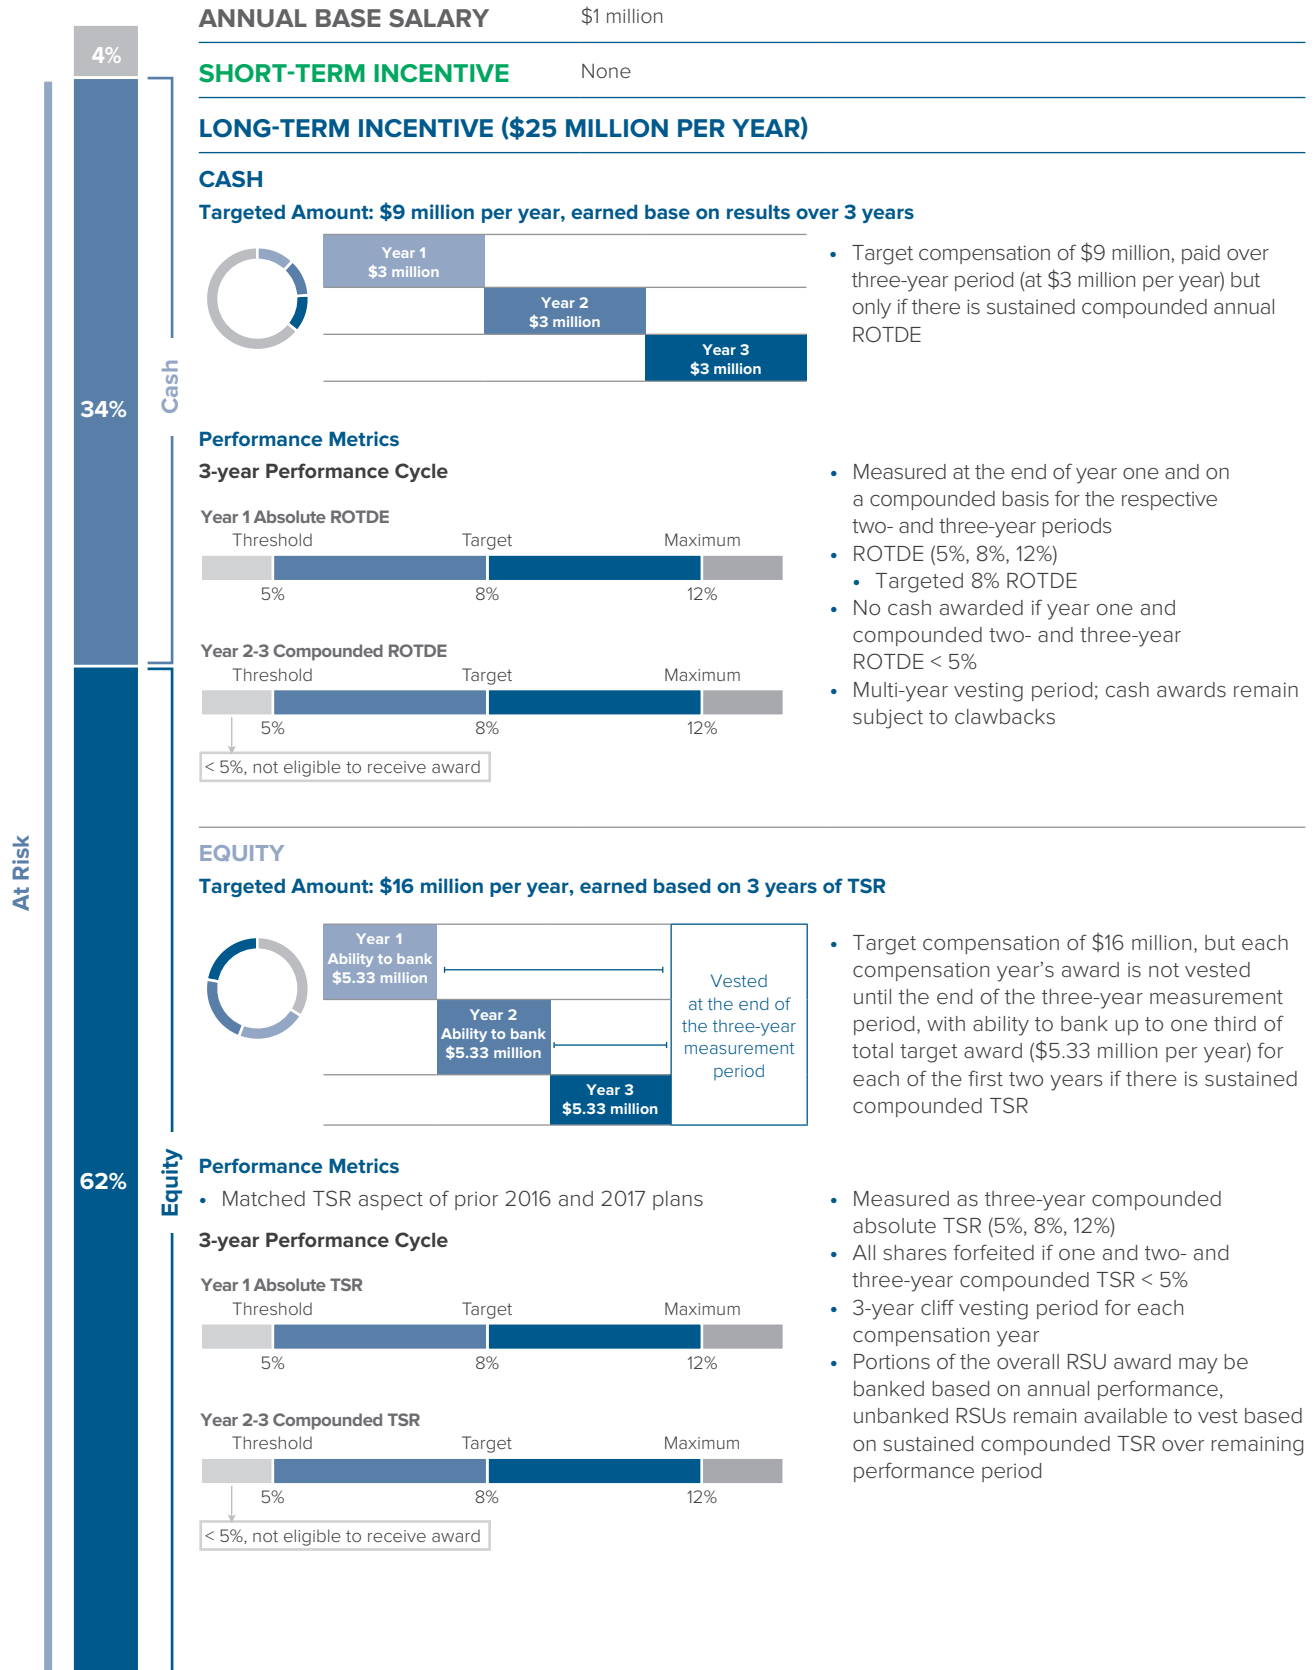 ANNUAL BASE SALARY
$1 million
4%
SHORT-TERM INCENTIVE
None
LONG-TERM INCENTIVE ($25 MILLION PER YEAR)
CASH
Targeted Amount: $9 million per year, earned base on results over 3 years
Year 1
$3 million
Year 2
$3 million
Year 3
$3 million
• Target compensation of $9 million, paid over
three-year period (at $3 million per year) but
only if there is sustained compounded annual
ROTDE
Cash
34%
Performance Metrics
3-year Performance Cycle
Year 1 Absolute ROTDE
Threshold Target Maximum
5% 8% 12%
Year 2-3 Compounded ROTDE
Threshold Target Maximum
5% 8% 12%
< 5%, not eligible to receive award
• Measured at the end of year one and on
a compounded basis for the respective
two- and three-year periods
• ROTDE (5%, 8%, 12%)
• Targeted 8% ROTDE
• No cash awarded if year one and
compounded two- and three-year
ROTDE < 5%
• Multi-year vesting period; cash awards remain
subject to clawbacks
At Risk
EQUITY
Targeted Amount: $16 million per year, earned based on 3 years of TSR
Year 1
Ability to bank
$5.33 million
Year 2
Ability to bank
$5.33 million
Year 3
$5.33 million
Vested
at the end of
the three-year
measurement
period
• Target compensation of $16 million, but each
compensation year's award is not vested
until the end of the three-year measurement
period, with ability to bank up to one third of
total target award ($5.33 million per year) for
each of the first two years if there is sustained
compounded TSR
62%
Equity
Performance Metrics
• Matched TSR aspect of prior 2016 and 2017 plans
3-year Performance Cycle
Year 1 Absolute TSR
Threshold Target Maximum
5% 8% 12%
Year 2-3 Compounded TSR
Threshold Target Maximum
5% 8% 12%
< 5%, not eligible to receive award
• Measured as three-year compounded
absolute TSR (5%, 8%, 12%)
• All shares forfeited if one and two- and
three-year compounded TSR < 5%
• 3-year cliff vesting period for each
compensation year
• Portions of the overall RSU award may be
banked based on annual performance,
unbanked RSUs remain available to vest based
on sustained compounded TSR over remaining
performance period